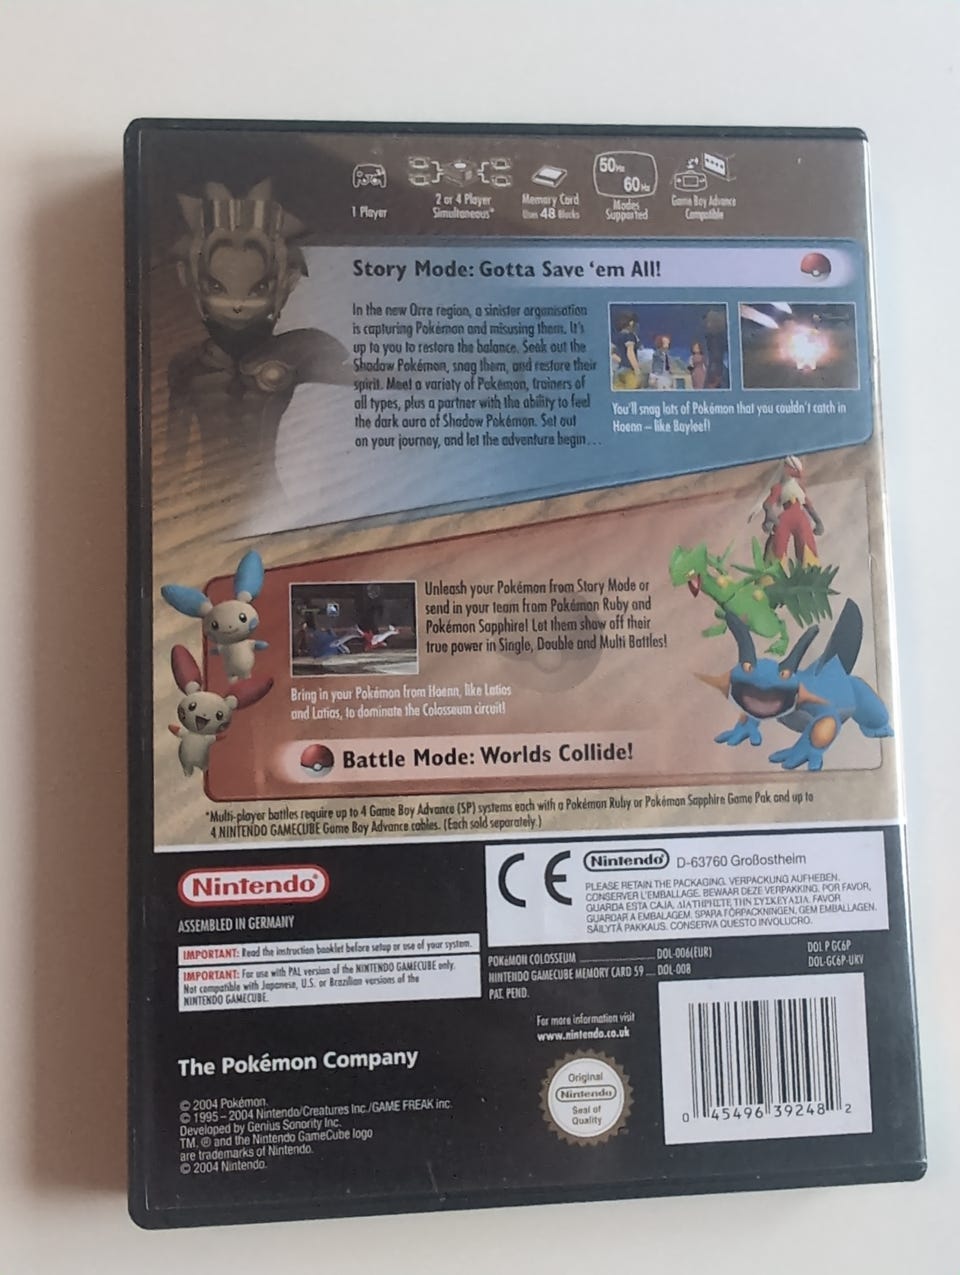 1 Player
2 or 4 Player
Simultaneous*
Memory Card
Uses 48 Blocks
50Hz
60Hz
Modes
Supported
Game Boy Advance
Compatible
Story Mode: Gotta Save 'em All!
In the new Orre region, a sinister organisation
is capturing Pokémon and misusing them. It's
up to you to restore the balance. Seek out the
Shadow Pokémon, snag them, and restore their
spirit. Meet a variety of Pokémon, trainers of
all types, plus a partner with the ability to feel
the dark aura of Shadow Pokémon. Set out
on your journey, and let the adventure begin...
You'll snag lots of Pokémon that you couldn't catch in
Hoenn – like Bayleef!
Unleash your Pokémon from Story Mode or
send in your team from Pokémon Ruby and
Pokémon Sapphire! Let them show off their
true power in Single, Double and Multi Battles!
Bring in your Pokémon from Hoenn, like Latios
and Latias, to dominate the Colosseum circuit!
Battle Mode: Worlds Collide!
*Multi-player battles require up to 4 Game Boy Advance (SP) systems each with a Pokémon Ruby or Pokémon Sapphire Game Pak and up to
4 NINTENDO GAMECUBE Game Boy Advance cables. (Each sold separately.)
Nintendo®
ASSEMBLED IN GERMANY
IMPORTANT: Read the instruction booklet before setup or use of your system.
IMPORTANT: For use with PAL version of the NINTENDO GAMECUBE only.
Not compatible with Japanese, U.S. or Brazilian versions of the
NINTENDO GAMECUBE.
CE
Nintendo® D-63760 Großostheim
PLEASE RETAIN THE PACKAGING. VERPACKUNG AUFHEBEN.
CONSERVER L'EMBALLAGE. BEWAAR DEZE VERPAKKING. POR FAVOR,
GUARDA ESTA CAJA. ΔΙΑΤΗΡΗΣΤΕ ΤΗΝ ΣΥΣΚΕΥΑΣΙΑ. FAVOR
GUARDAR A EMBALAGEM. SPARA FÖRPACKNINGEN. GEM EMBALLAGEN.
SÄILYTÄ PAKKAUS. CONSERVA QUESTO INVOLUCRO.
POKéMON COLOSSEUM DOL-006(EUR) DOL P GC6P
NINTENDO GAMECUBE MEMORY CARD 59 DOL-008 DOL-GC6P-UKV
PAT. PEND.
For more information visit
www.nintendo.co.uk
The Pokémon Company
© 2004 Pokémon.
© 1995–2004 Nintendo/Creatures Inc./GAME FREAK inc.
Developed by Genius Sonority Inc.
TM, ® and the Nintendo GameCube logo
are trademarks of Nintendo.
© 2004 Nintendo.
Original
Nintendo®
Seal of
Quality
0 45496 39248 2